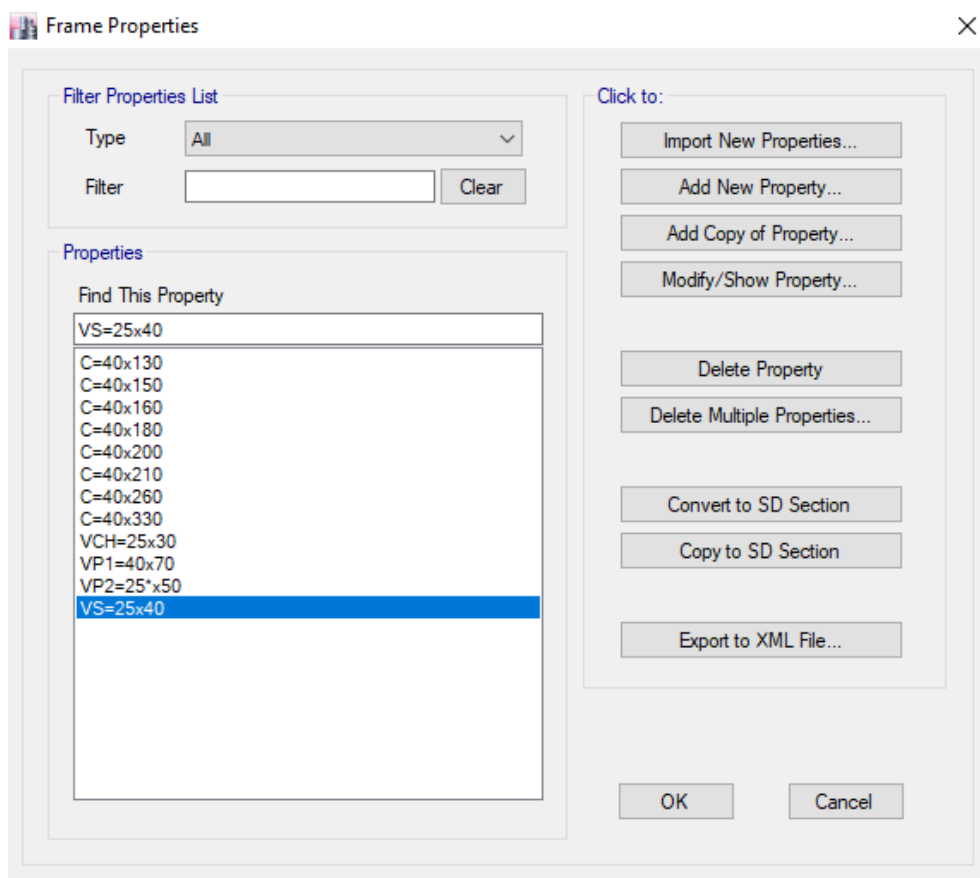 Frame Properties
Filter Properties List
Type
All
Filter
Clear
Properties
Find This Property
VS=25x40
C=40x130
C=40x150
C=40x160
C=40x180
C=40x200
C=40x210
C=40x260
C=40x330
VCH=25x30
VP1=40x70
VP2=25*x50
VS=25x40
Click to:
Import New Properties...
Add New Property...
Add Copy of Property...
Modify/Show Property...
Delete Property
Delete Multiple Properties...
Convert to SD Section
Copy to SD Section
Export to XML File...
OK
Cancel